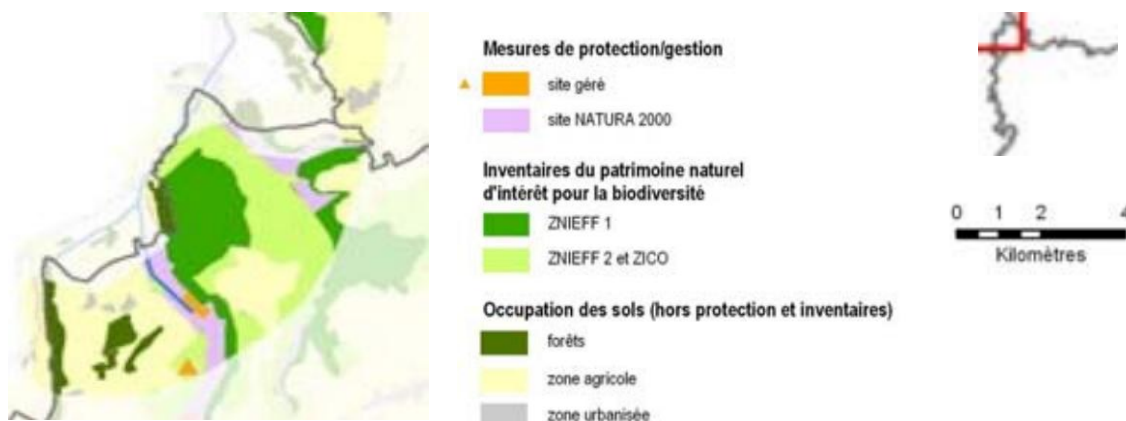 Mesures de protection/gestion
site géré
site NATURA 2000
Inventaires du patrimoine naturel
d'intérêt pour la biodiversité
ZNIEFF 1
ZNIEFF 2 et ZICO
Occupation des sols (hors protection et inventaires)
forêts
zone agricole
zone urbanisée
0 1 2 4
Kilomètres